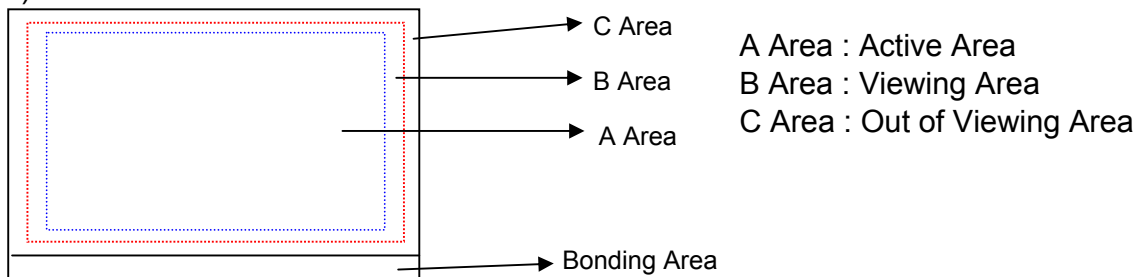 C Area
B Area
A Area
Bonding Area
A Area : Active Area
B Area : Viewing Area
C Area : Out of Viewing Area